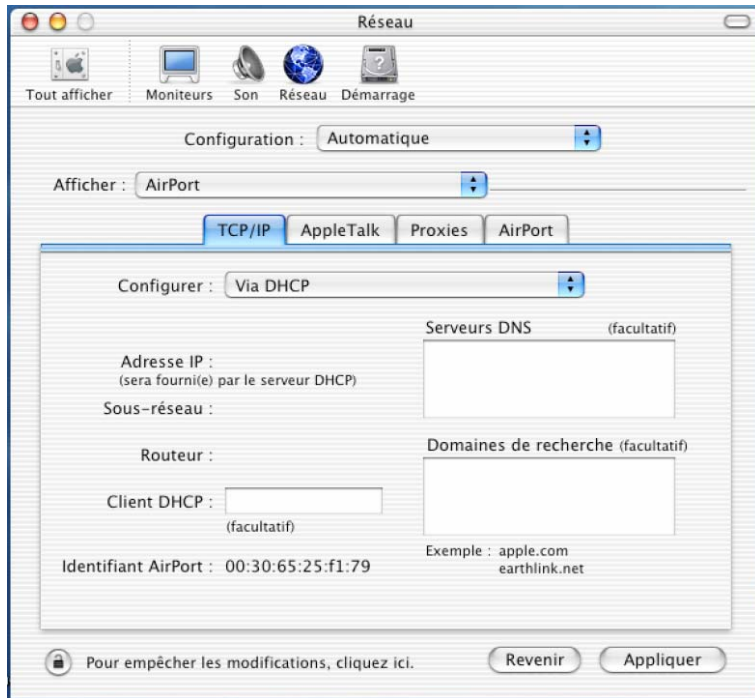 Réseau
Tout afficher
Moniteurs
Son
Réseau
Démarrage
Configuration : Automatique
Afficher : AirPort
TCP/IP
AppleTalk
Proxies
AirPort
Configurer : Via DHCP
Serveurs DNS (facultatif)
Adresse IP :
(sera fourni(e) par le serveur DHCP)
Sous-réseau :
Routeur :
Domaines de recherche (facultatif)
Client DHCP :
(facultatif)
Exemple : apple.com
earthlink.net
Identifiant AirPort : 00:30:65:25:f1:79
Pour empêcher les modifications, cliquez ici.
Revenir
Appliquer